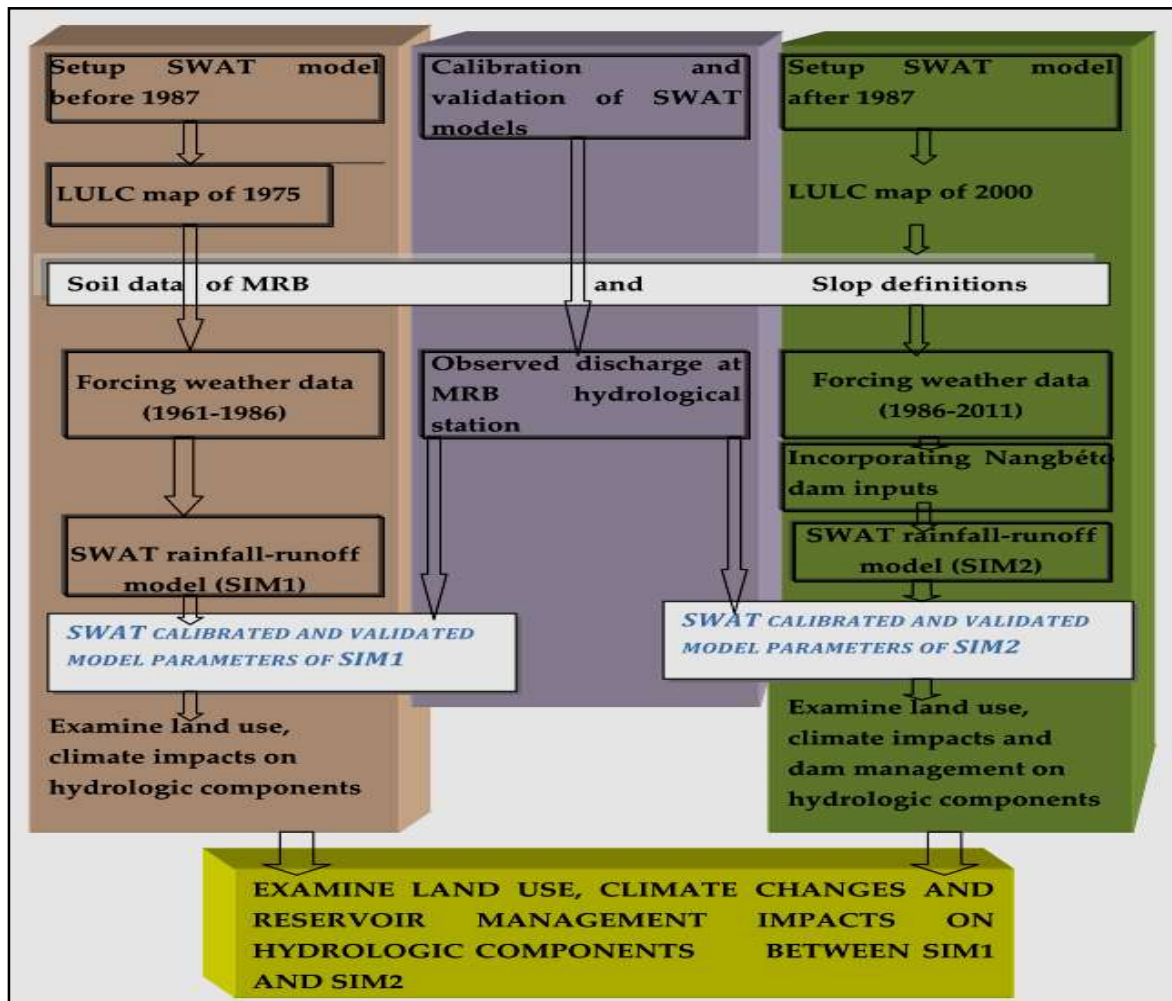 Setup SWAT model
before 1987
LULC map of 1975
Calibration and
validation of SWAT
models
Setup SWAT model
after 1987
LULC map of 2000
Soil data of MRB and Slop definitions
Forcing weather data
(1961-1986)
SWAT rainfall-runoff
model (SIM1)
SWAT CALIBRATED AND VALIDATED
MODEL PARAMETERS OF SIM1
Examine land use,
climate impacts on
hydrologic components
Observed discharge at
MRB hydrological
station
Forcing weather data
(1986-2011)
Incorporating Nangbéto
dam inputs
SWAT rainfall-runoff
model (SIM2)
SWAT CALIBRATED AND VALIDATED
MODEL PARAMETERS OF SIM2
Examine land use,
climate impacts and
dam management on
hydrologic components
EXAMINE LAND USE, CLIMATE CHANGES AND
RESERVOIR MANAGEMENT IMPACTS ON
HYDROLOGIC COMPONENTS BETWEEN SIM1
AND SIM2